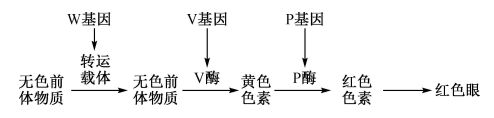 W基因 V基因 P基因
转运
载体 V酶 P酶
无色前
体物质 无色前
体物质 黄色
色素 红色
色素 红色眼